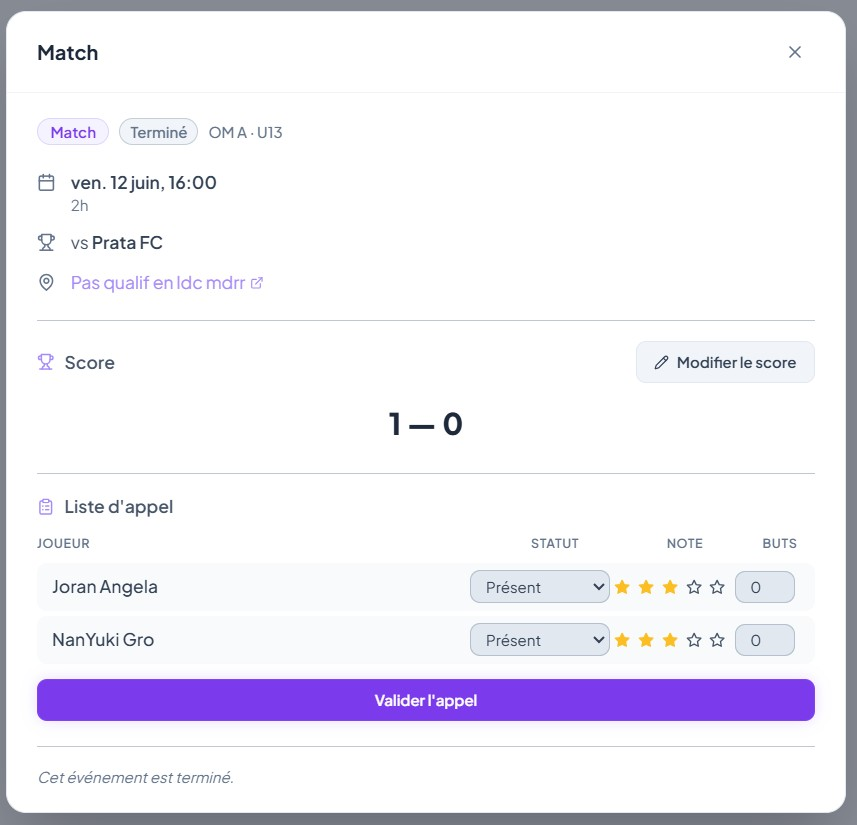 Match
Match Terminé OM A · U13
ven. 12 juin, 16:00
2h
vs Prata FC
Pas qualif en ldc mdrr
Score Modifier le score
1 — 0
Liste d'appel
JOUEUR STATUT NOTE BUTS
Joran Angela Présent 0
NanYuki Gro Présent 0
Valider l'appel
Cet événement est terminé.